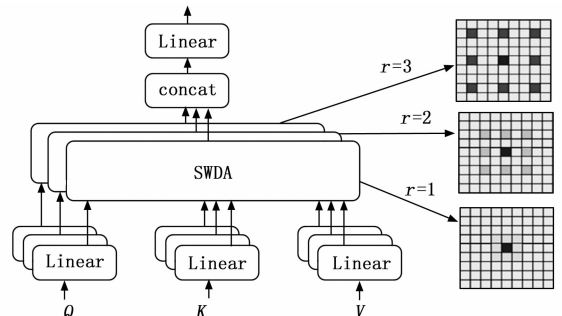 Linear
concat
r=3
r=2
SWDA
r=1
Linear
Linear
Linear
Q
K
V